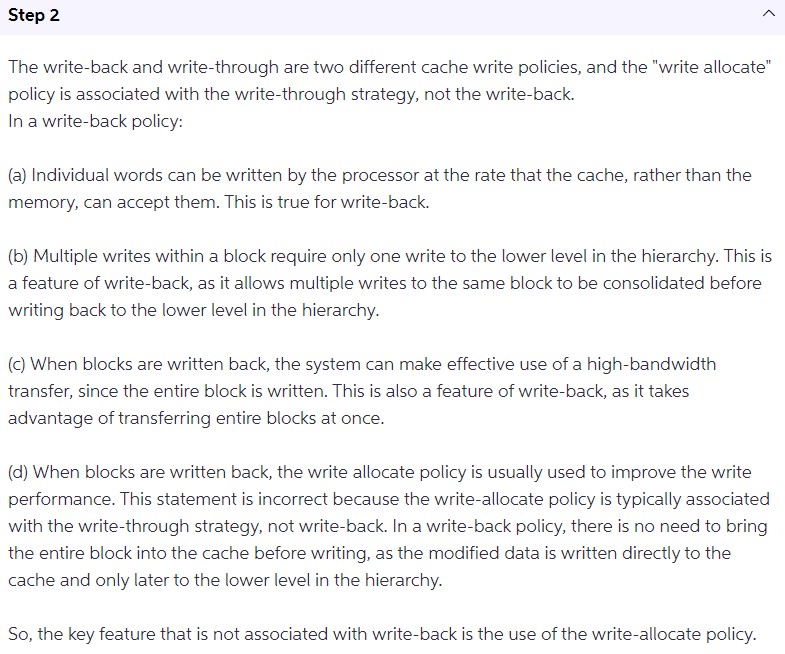 Step 2
The write-back and write-through are two different cache write policies, and the "write allocate"
policy is associated with the write-through strategy, not the write-back.
In a write-back policy:
(a) Individual words can be written by the processor at the rate that the cache, rather than the
memory, can accept them. This is true for write-back.
(b) Multiple writes within a block require only one write to the lower level in the hierarchy. This is
a feature of write-back, as it allows multiple writes to the same block to be consolidated before
writing back to the lower level in the hierarchy.
(c) When blocks are written back, the system can make effective use of a high-bandwidth
transfer, since the entire block is written. This is also a feature of write-back, as it takes
advantage of transferring entire blocks at once.
(d) When blocks are written back, the write allocate policy is usually used to improve the write
performance. This statement is incorrect because the write-allocate policy is typically associated
with the write-through strategy, not write-back. In a write-back policy, there is no need to bring
the entire block into the cache before writing, as the modified data is written directly to the
cache and only later to the lower level in the hierarchy.
So, the key feature that is not associated with write-back is the use of the write-allocate policy.